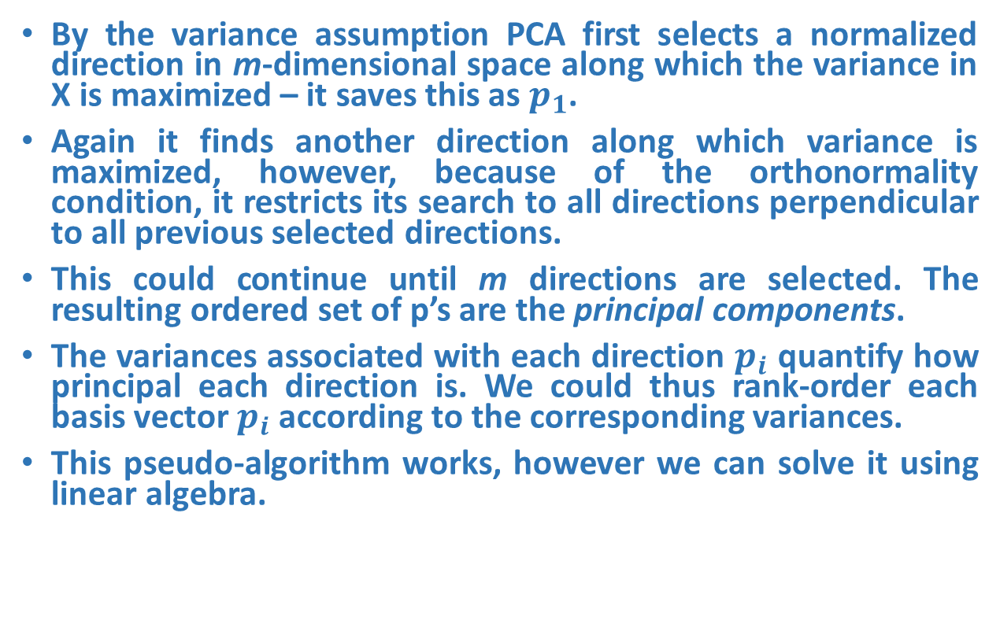 • By the variance assumption PCA first selects a normalized
direction in m-dimensional space along which the variance in
X is maximized – it saves this as p₁.
• Again it finds another direction along which variance is
maximized, however, because of the orthonormality
condition, it restricts its search to all directions perpendicular
to all previous selected directions.
• This could continue until m directions are selected. The
resulting ordered set of p’s are the principal components.
• The variances associated with each direction pᵢ quantify how
principal each direction is. We could thus rank-order each
basis vector pᵢ according to the corresponding variances.
• This pseudo-algorithm works, however we can solve it using
linear algebra.